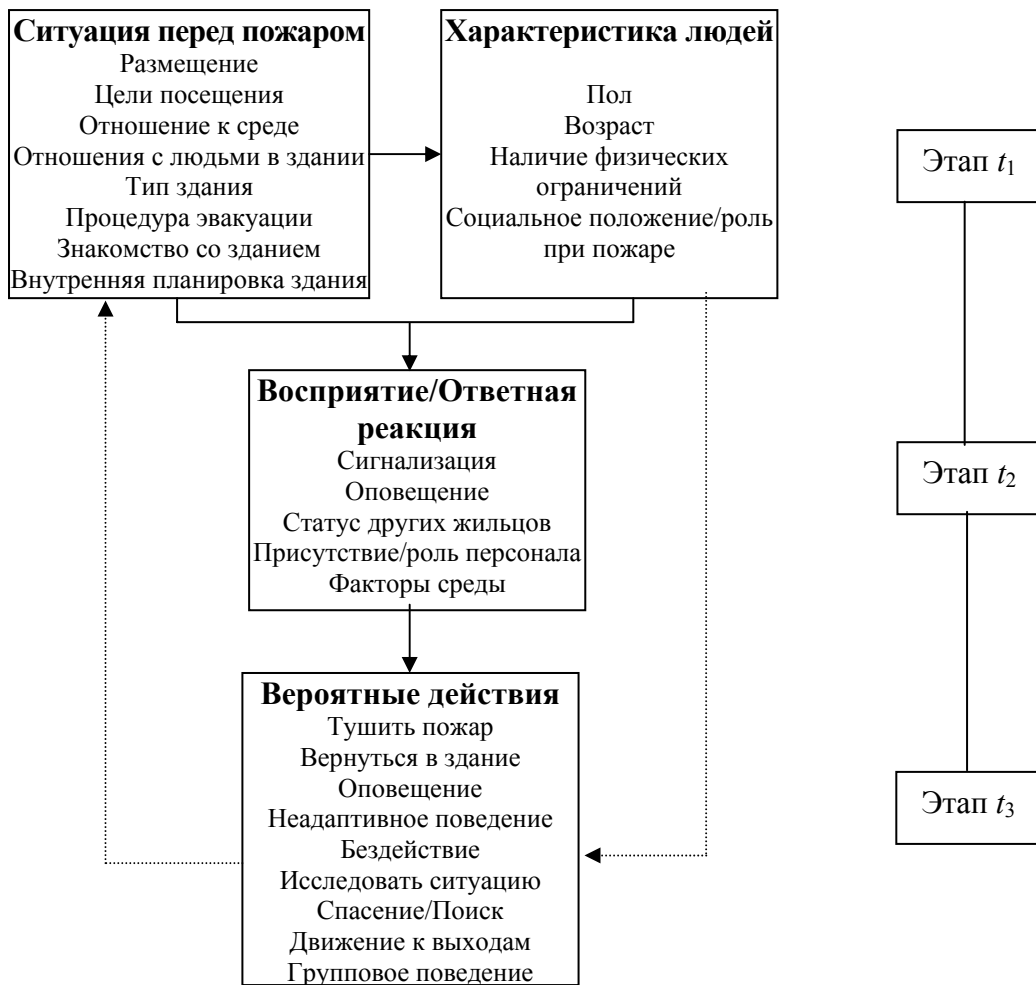 Ситуация перед пожаром
Размещение
Цели посещения
Отношение к среде
Отношения с людьми в здании
Тип здания
Процедура эвакуации
Знакомство со зданием
Внутренняя планировка здания
Характеристика людей
Пол
Возраст
Наличие физических
ограничений
Социальное положение/роль
при пожаре
Этап t₁
Восприятие/Ответная
реакция
Сигнализация
Оповещение
Статус других жильцов
Присутствие/роль персонала
Факторы среды
Этап t₂
Вероятные действия
Тушить пожар
Вернуться в здание
Оповещение
Неадаптивное поведение
Бездействие
Исследовать ситуацию
Спасение/Поиск
Движение к выходам
Групповое поведение
Этап t₃